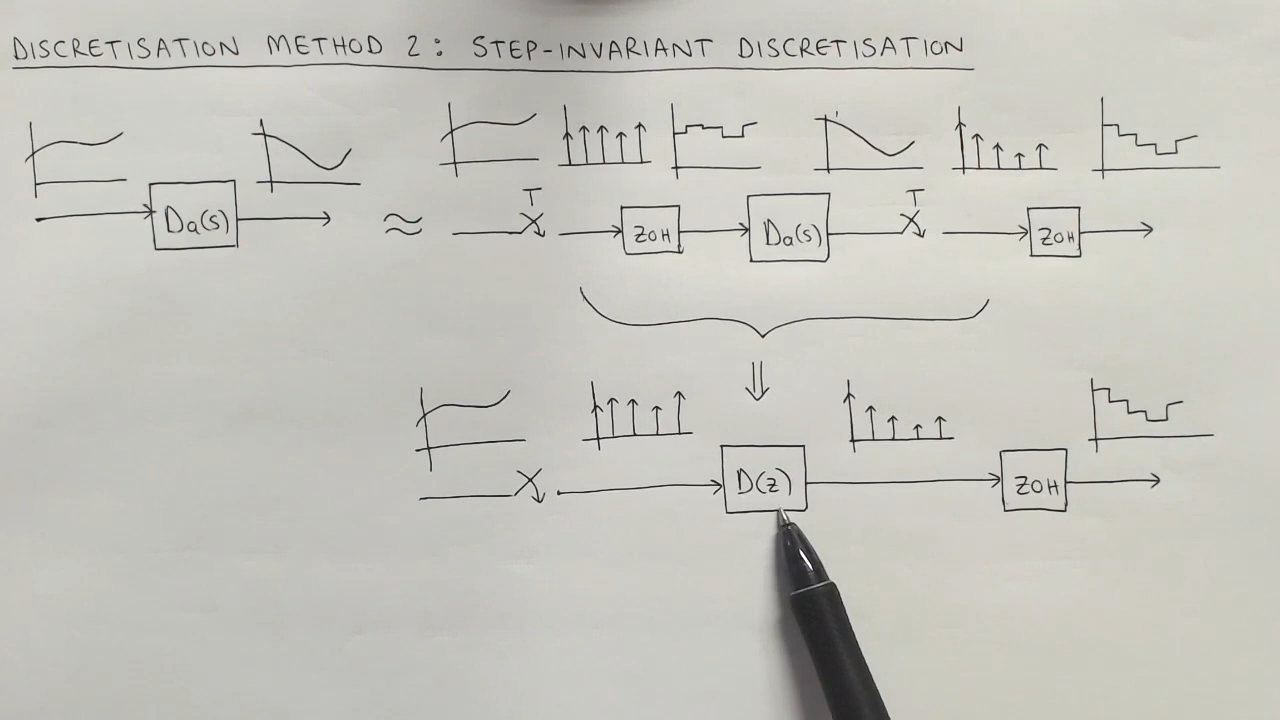 DISCRETISATION METHOD 2: STEP-INVARIANT DISCRETISATION
T T
Da(s) ≈ ZOH Da(s) ZOH
D(z) ZOH